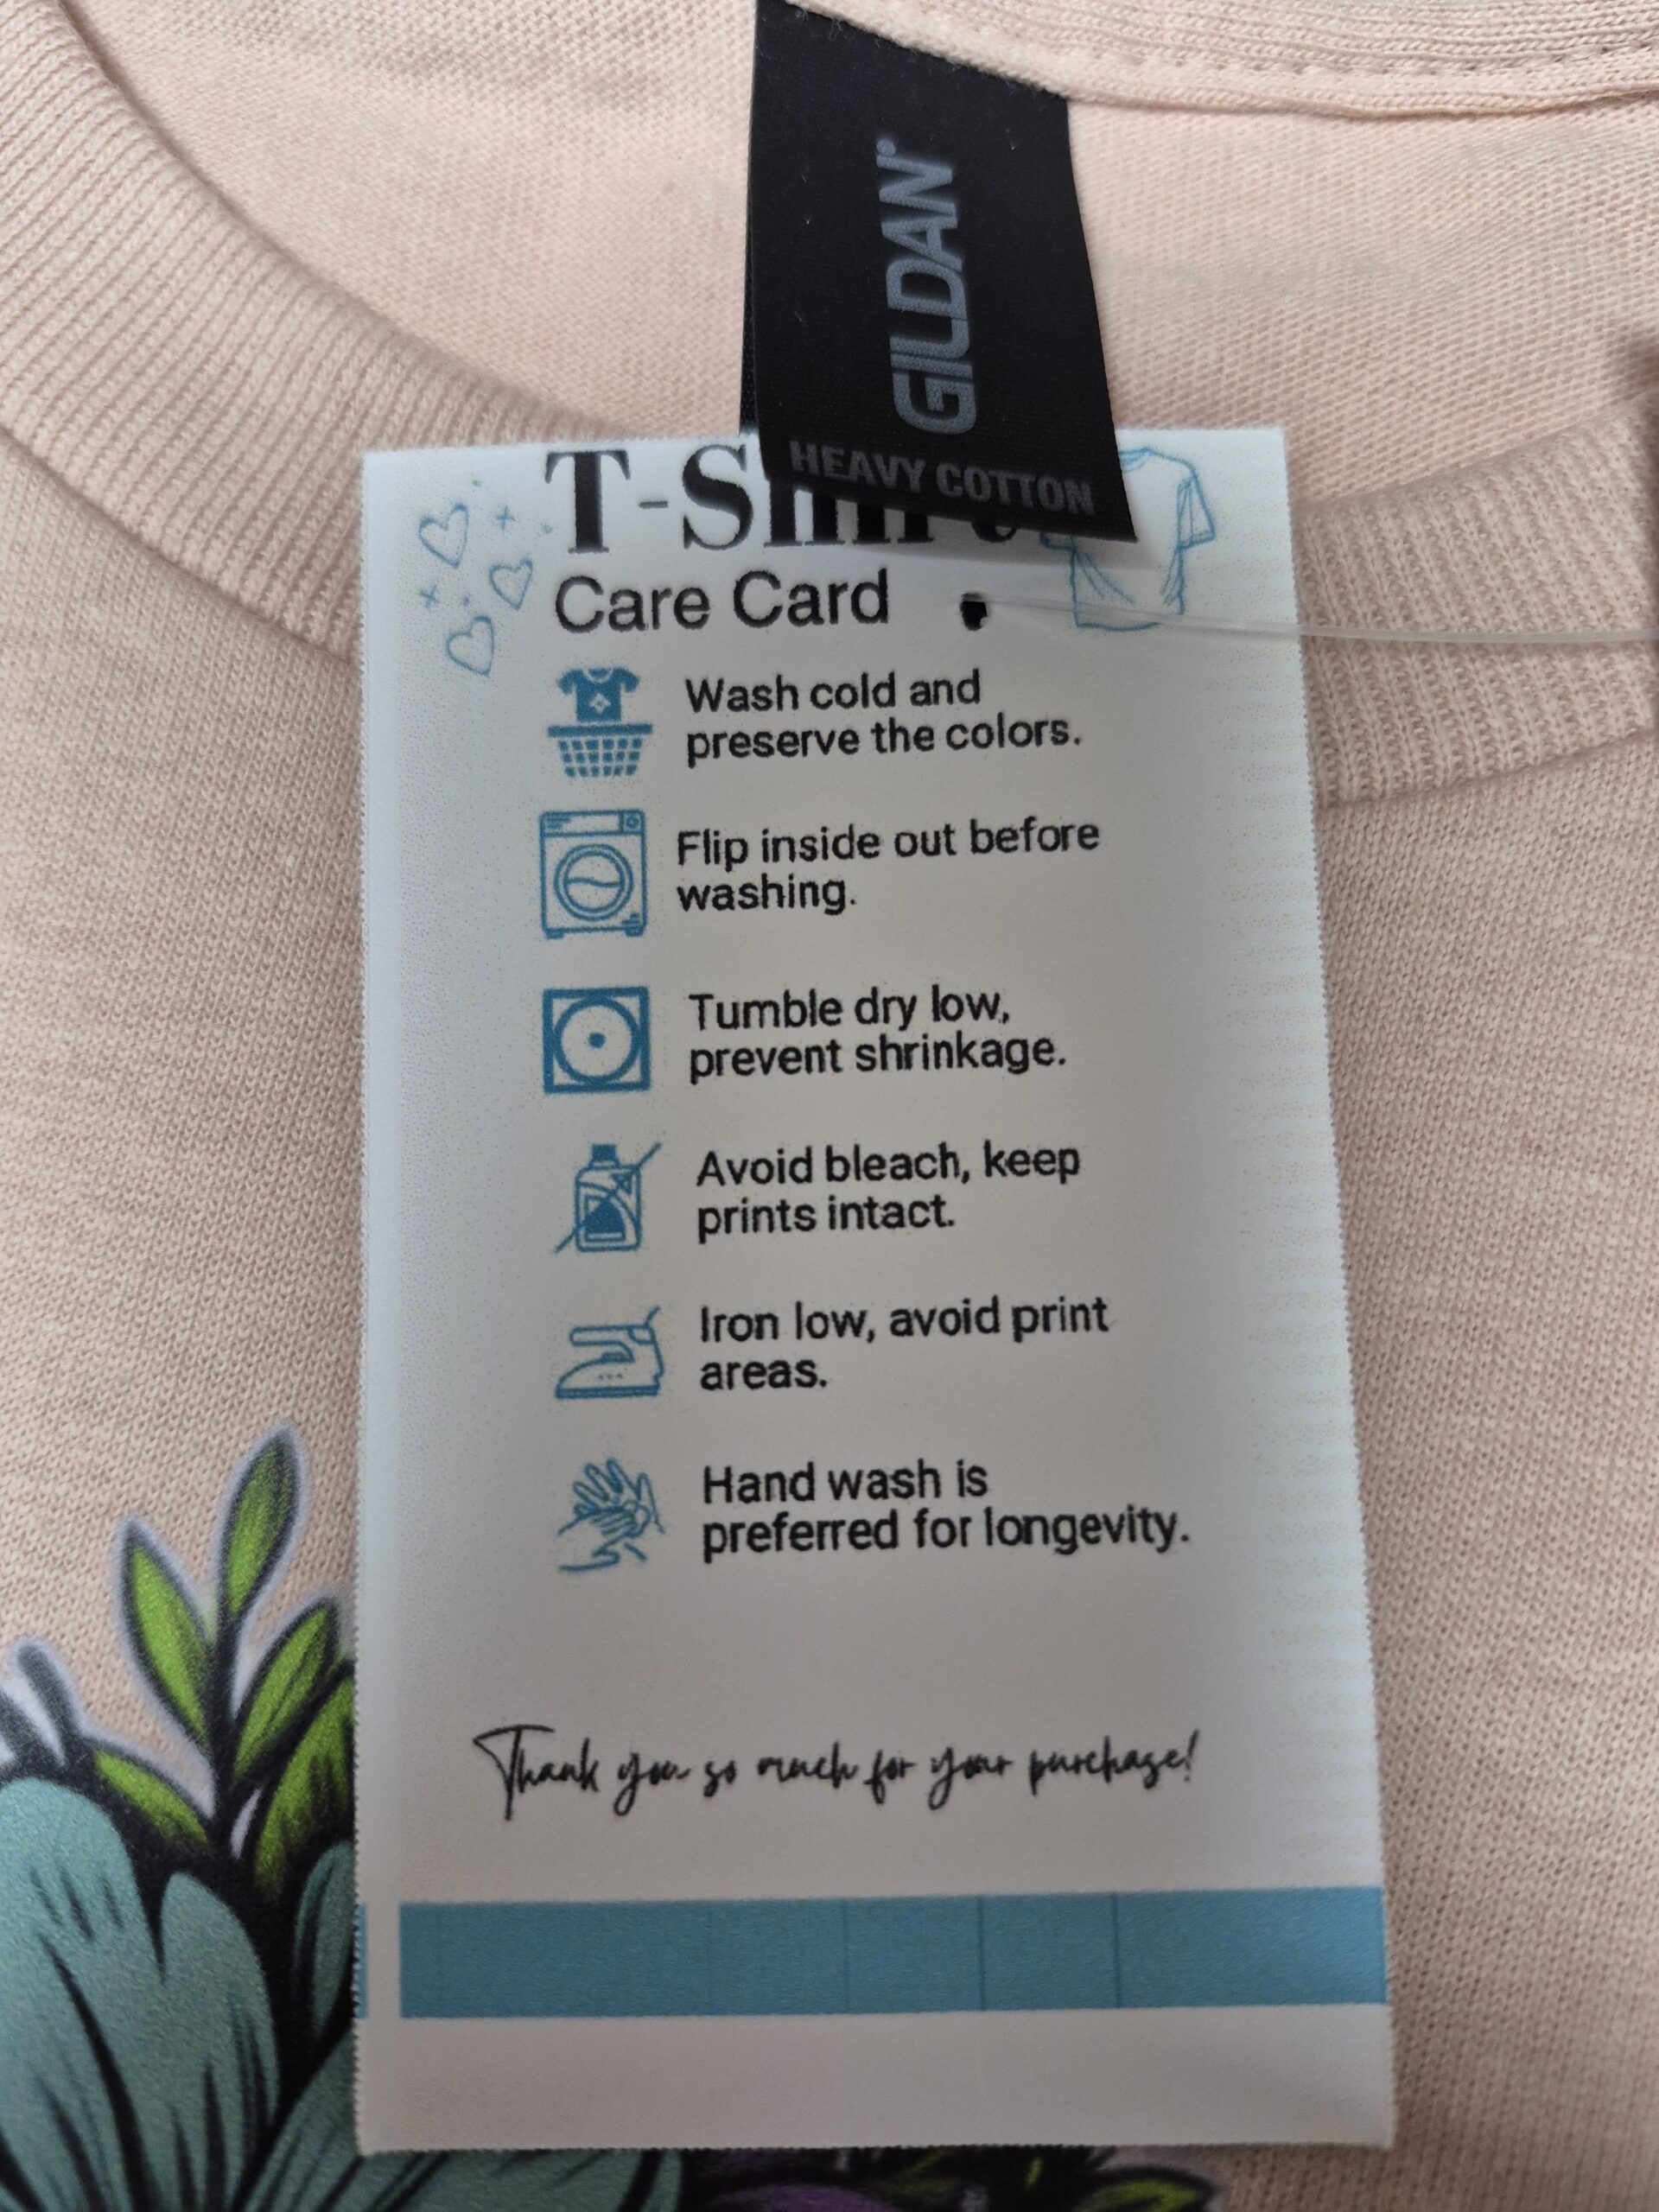 GILDAN®
HEAVY COTTON
T-Shirt
Care Card
Wash cold and
preserve the colors.
Flip inside out before
washing.
Tumble dry low,
prevent shrinkage.
Avoid bleach, keep
prints intact.
Iron low, avoid print
areas.
Hand wash is
preferred for longevity.
Thank you so much for your purchase!